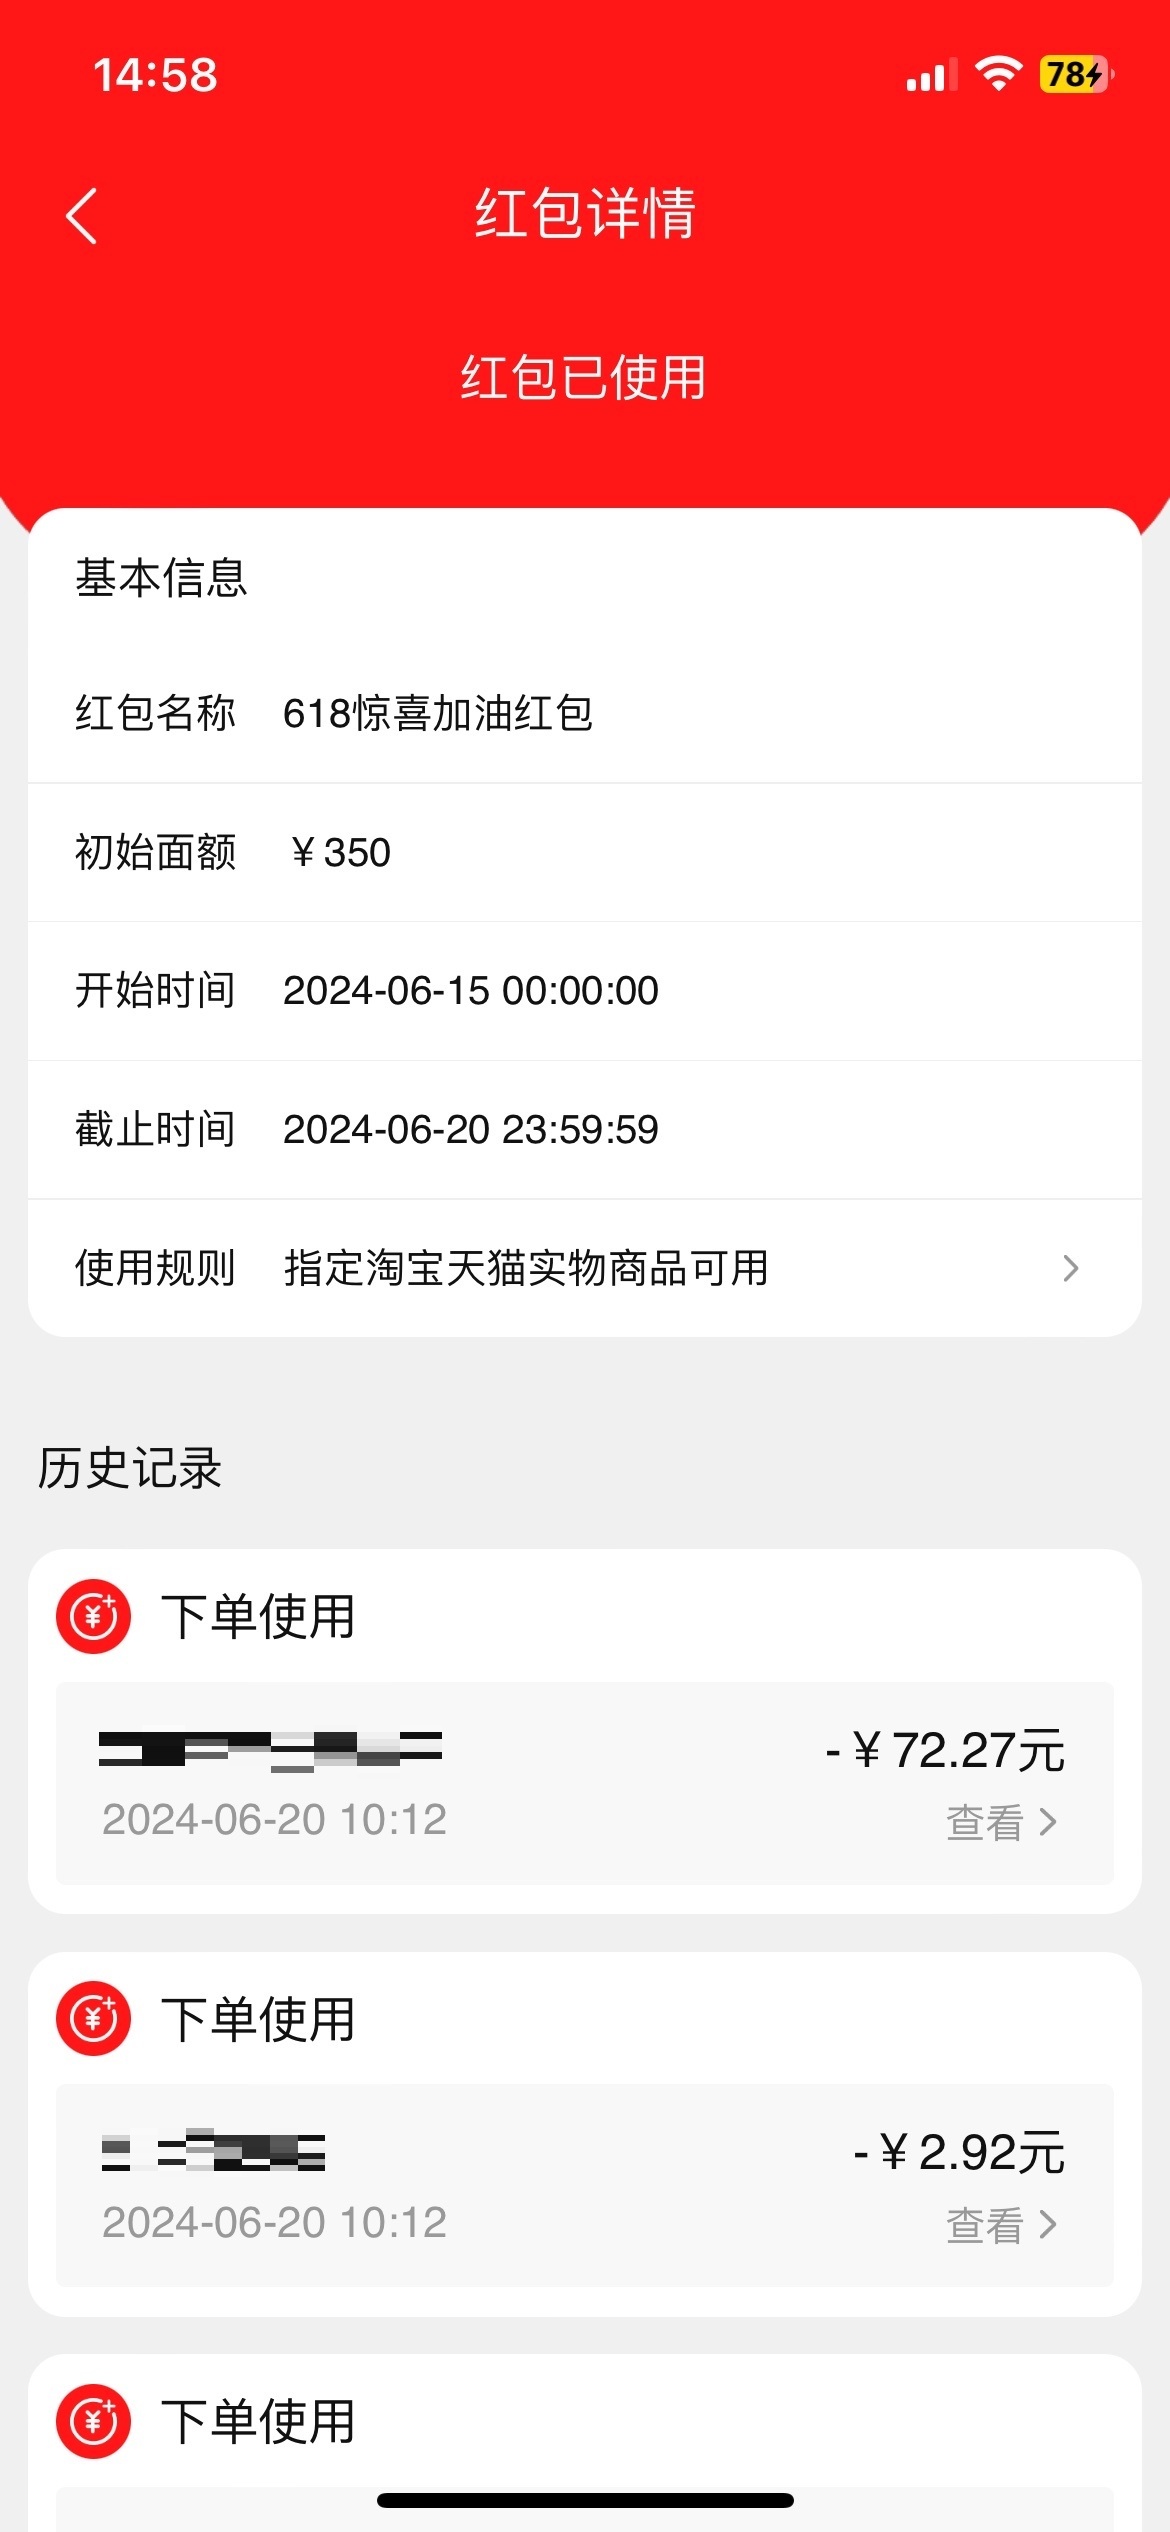 14:58
78
红包详情
红包已使用
基本信息
红包名称 618惊喜加油红包
初始面额 ￥350
开始时间 2024-06-15 00:00:00
截止时间 2024-06-20 23:59:59
使用规则 指定淘宝天猫实物商品可用
历史记录
下单使用
-￥72.27元
2024-06-20 10:12 查看
下单使用
-￥2.92元
2024-06-20 10:12 查看
下单使用